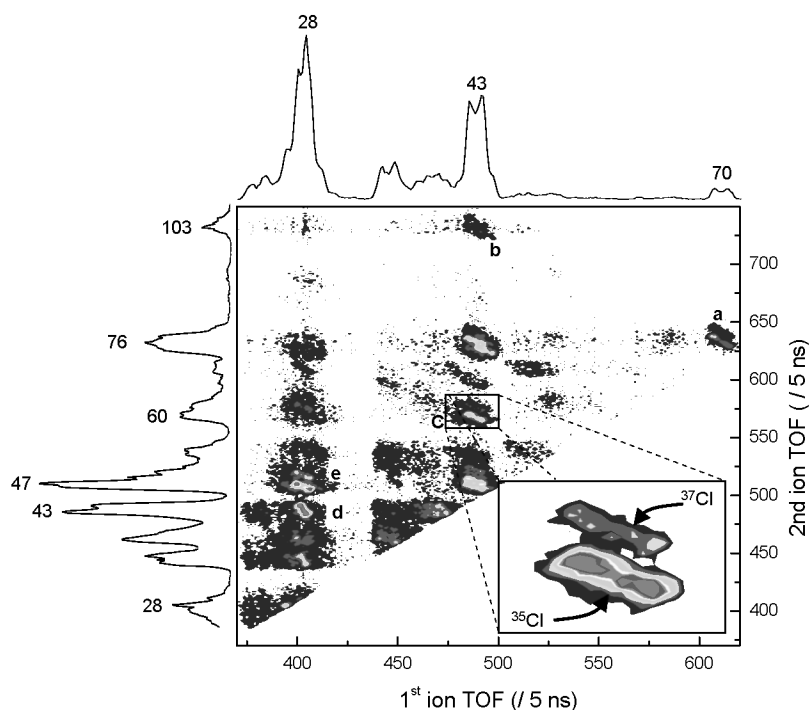 28
43
70
103
76
60
47
43
28
b
a
C
e
d
³⁷Cl
³⁵Cl
700
650
600
550
500
450
400
2nd ion TOF (/ 5 ns)
400 450 500 550 600
1ˢᵗ ion TOF (/ 5 ns)